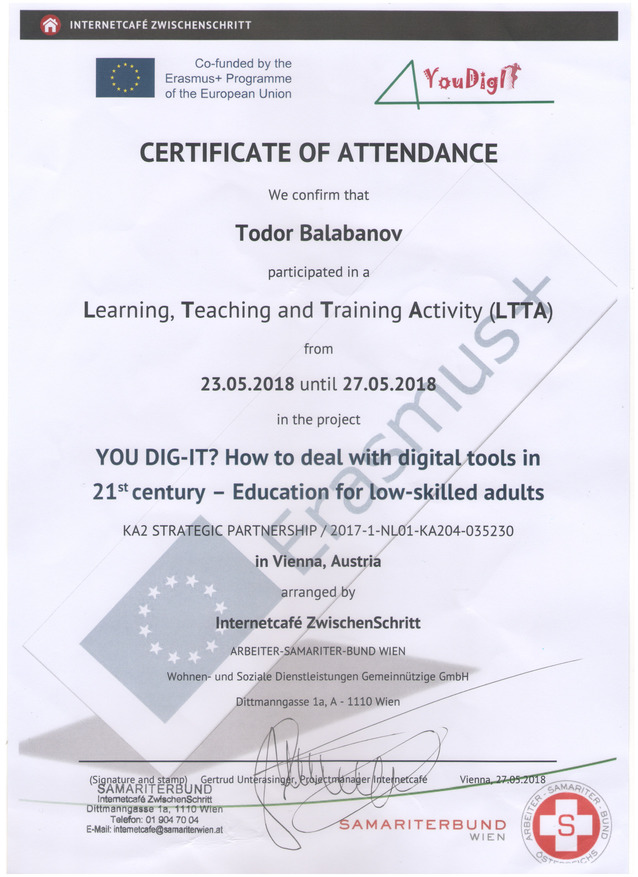 INTERNETCAFÉ ZWISCHENSCHRITT
Co-funded by the
Erasmus+ Programme
of the European Union
YouDigIT
CERTIFICATE OF ATTENDANCE
We confirm that
Todor Balabanov
participated in a
Learning, Teaching and Training Activity (LTTA)
from
23.05.2018 until 27.05.2018
in the project
YOU DIG-IT? How to deal with digital tools in
21st century – Education for low-skilled adults
KA2 STRATEGIC PARTNERSHIP / 2017-1-NL01-KA204-035230
in Vienna, Austria
arranged by
Internetcafé ZwischenSchritt
ARBEITER-SAMARITER-BUND WIEN
Wohnen- und Soziale Dienstleistungen Gemeinnützige GmbH
Dittmanngasse 1a, A - 1110 Wien
Erasmus+
(Signature and stamp) Gertrud Unterasinger, Projectmanager Internetcafé Vienna, 27.05.2018
SAMARITERBUND
Internetcafé ZwischenSchritt
Dittmanngasse 1a, 1110 Wien
Telefon: 01 904 70 04
E-Mail: internetcafe@samariterwien.at
SAMARITERBUND
WIEN
ARBEITER-SAMARITER-BUND
ÖSTERREICHS
S